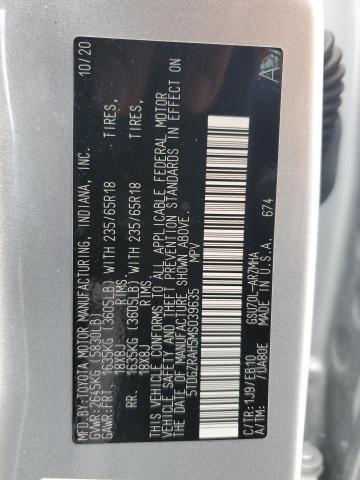 MFD.BY:TOYOTA MOTOR MANUFACTURING, INDIANA, INC. 10/20
GVWR:2645KG (5830LB)
GAWR:FRT. 1635KG (3605LB) WITH 235/65R18 TIRES,
18X8J RIMS
RR. 1635KG (3605LB) WITH 235/65R18 TIRES,
18X8J RIMS
THIS VEHICLE CONFORMS TO ALL APPLICABLE FEDERAL MOTOR
VEHICLE SAFETY AND THEFT PREVENTION STANDARDS IN EFFECT ON
THE DATE OF MANUFACTURE SHOWN ABOVE.
5TDGZRAH5MS039635 MPV
C/TR:1J9/EB10 GSU70L-ARZMHA
A/TM: /UA80E MADE IN U.S.A. 674
A